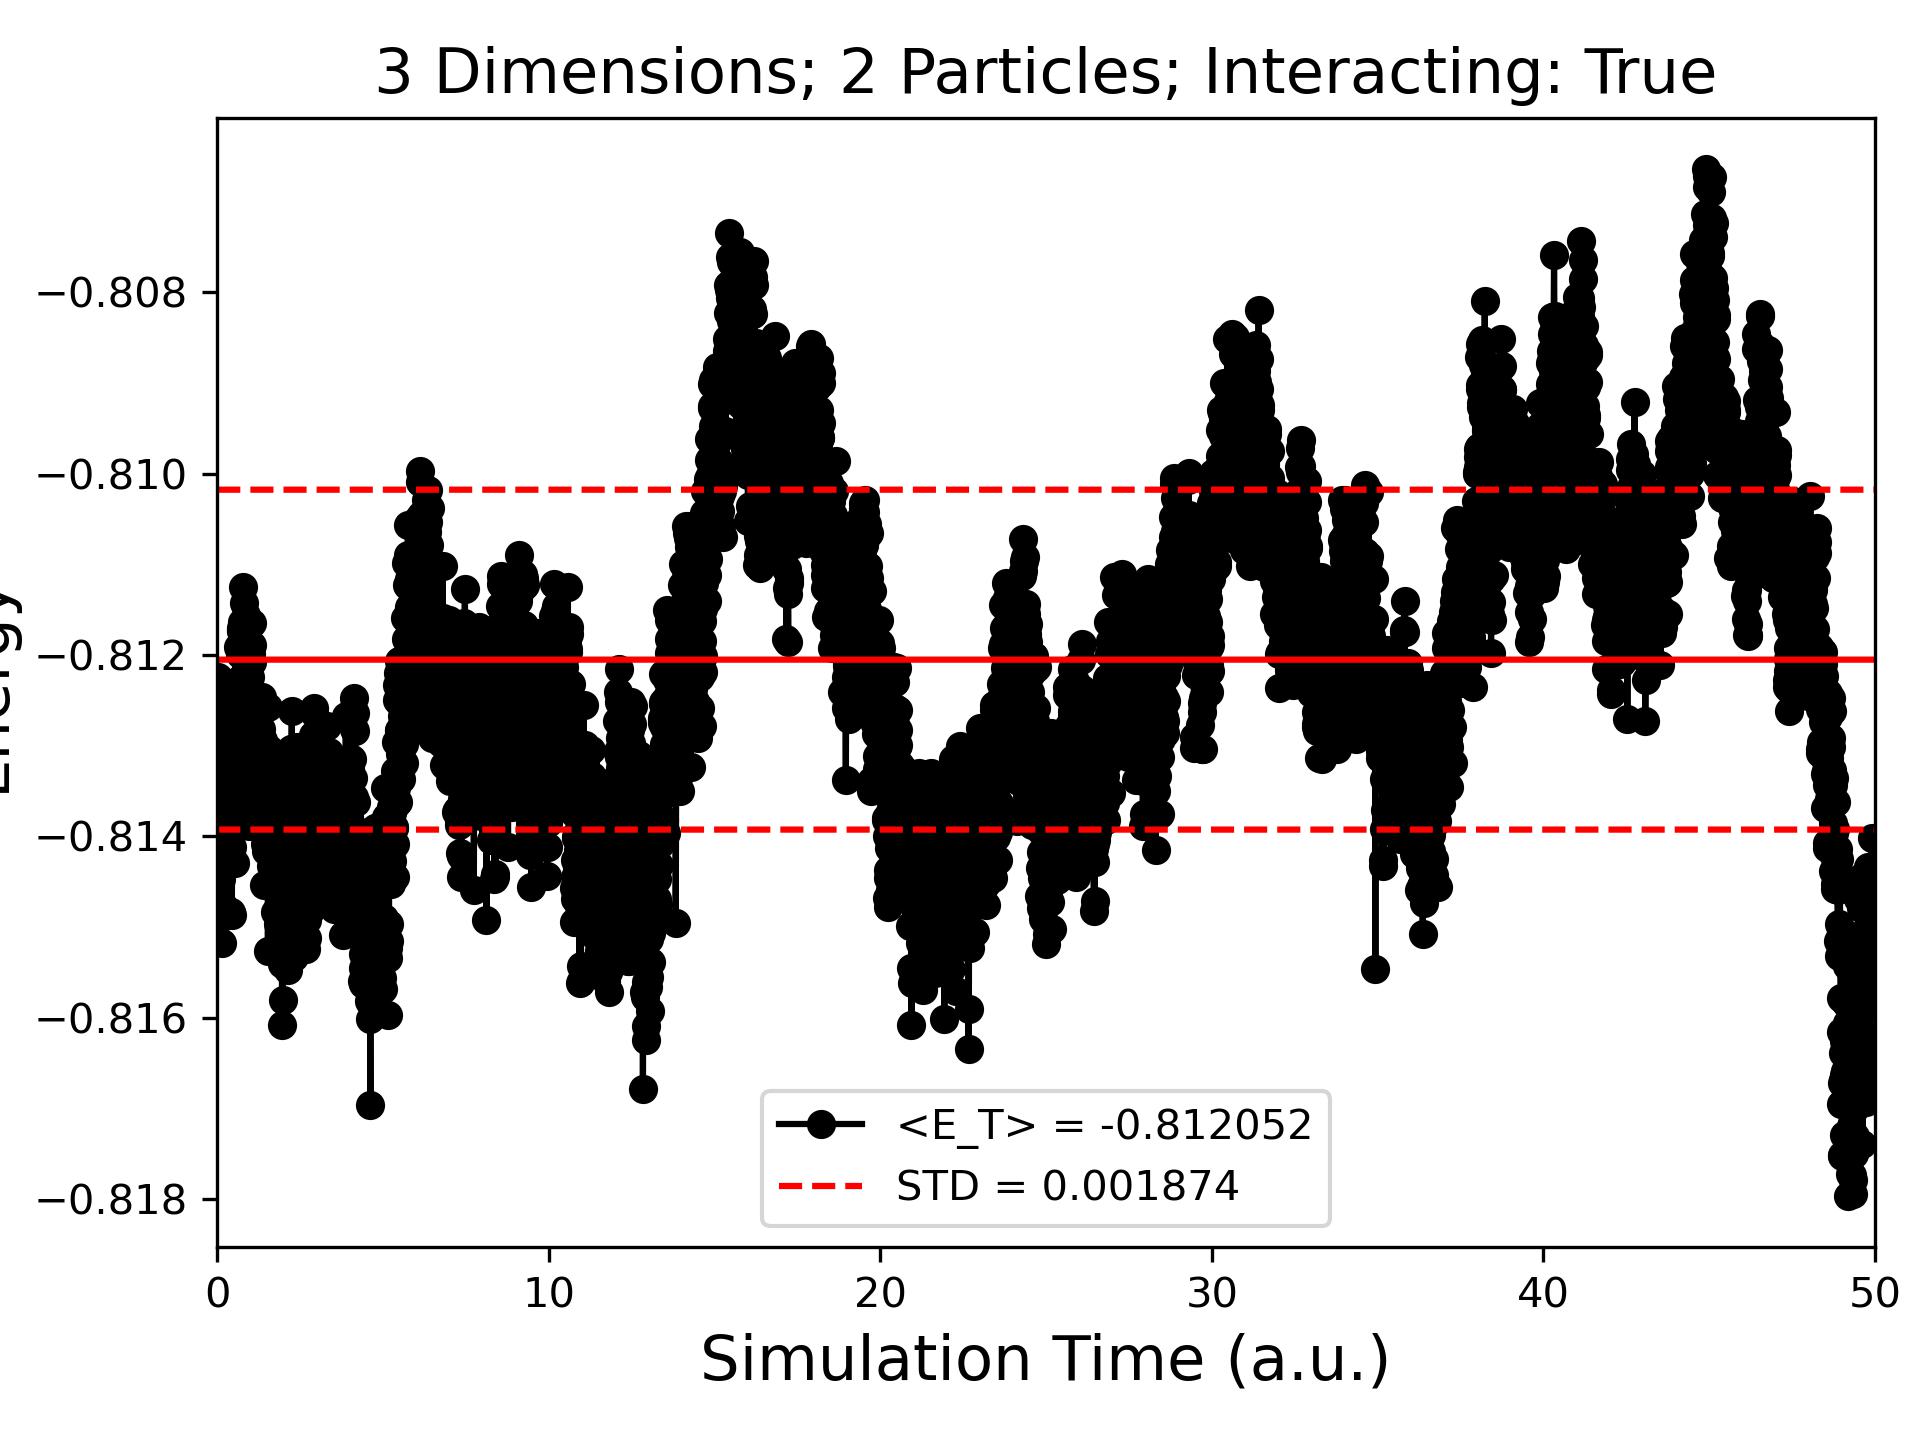 3 Dimensions; 2 Particles; Interacting: True
Energy
−0.808
−0.810
−0.812
−0.814
−0.816
−0.818
<E_T> = -0.812052
STD = 0.001874
0 10 20 30 40 50
Simulation Time (a.u.)